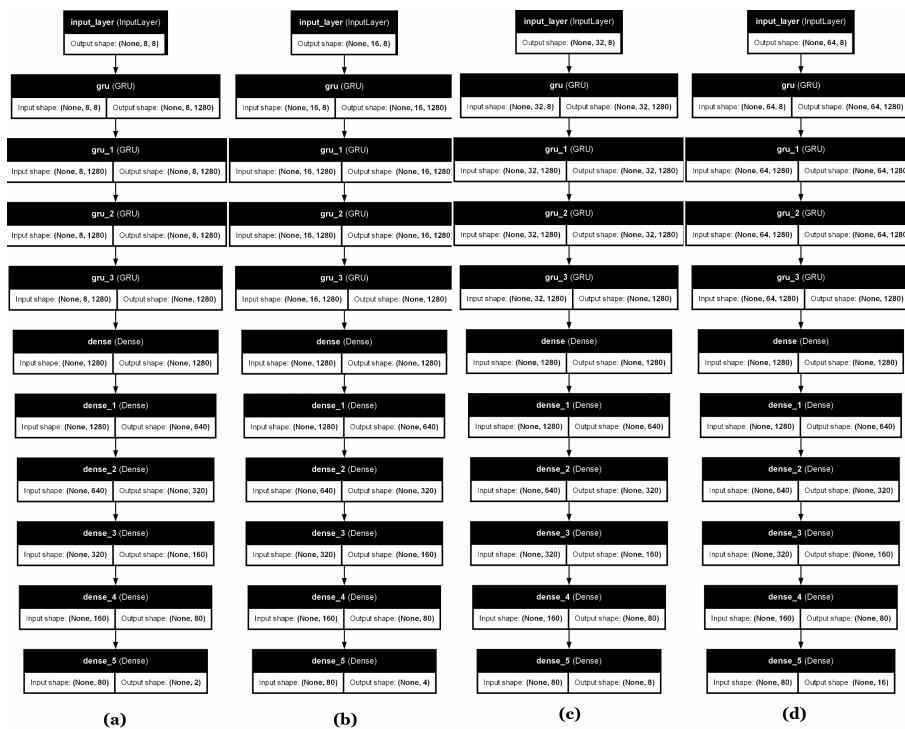 input_layer (InputLayer)
Output shape: (None, 8, 8)
gru (GRU)
Input shape: (None, 8, 8) Output shape: (None, 8, 1280)
gru_1 (GRU)
Input shape: (None, 8, 1280) Output shape: (None, 8, 1280)
gru_2 (GRU)
Input shape: (None, 8, 1280) Output shape: (None, 8, 1280)
gru_3 (GRU)
Input shape: (None, 8, 1280) Output shape: (None, 1280)
dense (Dense)
Input shape: (None, 1280) Output shape: (None, 1280)
dense_1 (Dense)
Input shape: (None, 1280) Output shape: (None, 640)
dense_2 (Dense)
Input shape: (None, 640) Output shape: (None, 320)
dense_3 (Dense)
Input shape: (None, 320) Output shape: (None, 160)
dense_4 (Dense)
Input shape: (None, 160) Output shape: (None, 80)
dense_5 (Dense)
Input shape: (None, 80) Output shape: (None, 2)
(a)
input_layer (InputLayer)
Output shape: (None, 16, 8)
gru (GRU)
Input shape: (None, 16, 8) Output shape: (None, 16, 1280)
gru_1 (GRU)
Input shape: (None, 16, 1280) Output shape: (None, 16, 1280)
gru_2 (GRU)
Input shape: (None, 16, 1280) Output shape: (None, 16, 1280)
gru_3 (GRU)
Input shape: (None, 16, 1280) Output shape: (None, 1280)
dense (Dense)
Input shape: (None, 1280) Output shape: (None, 1280)
dense_1 (Dense)
Input shape: (None, 1280) Output shape: (None, 640)
dense_2 (Dense)
Input shape: (None, 640) Output shape: (None, 320)
dense_3 (Dense)
Input shape: (None, 320) Output shape: (None, 160)
dense_4 (Dense)
Input shape: (None, 160) Output shape: (None, 80)
dense_5 (Dense)
Input shape: (None, 80) Output shape: (None, 4)
(b)
input_layer (InputLayer)
Output shape: (None, 32, 8)
gru (GRU)
Input shape: (None, 32, 8) Output shape: (None, 32, 1280)
gru_1 (GRU)
Input shape: (None, 32, 1280) Output shape: (None, 32, 1280)
gru_2 (GRU)
Input shape: (None, 32, 1280) Output shape: (None, 32, 1280)
gru_3 (GRU)
Input shape: (None, 32, 1280) Output shape: (None, 1280)
dense (Dense)
Input shape: (None, 1280) Output shape: (None, 1280)
dense_1 (Dense)
Input shape: (None, 1280) Output shape: (None, 640)
dense_2 (Dense)
Input shape: (None, 640) Output shape: (None, 320)
dense_3 (Dense)
Input shape: (None, 320) Output shape: (None, 160)
dense_4 (Dense)
Input shape: (None, 160) Output shape: (None, 80)
dense_5 (Dense)
Input shape: (None, 80) Output shape: (None, 8)
(c)
input_layer (InputLayer)
Output shape: (None, 64, 8)
gru (GRU)
Input shape: (None, 64, 8) Output shape: (None, 64, 1280)
gru_1 (GRU)
Input shape: (None, 64, 1280) Output shape: (None, 64, 128
gru_2 (GRU)
Input shape: (None, 64, 1280) Output shape: (None, 64, 128
gru_3 (GRU)
Input shape: (None, 64, 1280) Output shape: (None, 1280)
dense (Dense)
Input shape: (None, 1280) Output shape: (None, 1280)
dense_1 (Dense)
Input shape: (None, 1280) Output shape: (None, 640)
dense_2 (Dense)
Input shape: (None, 640) Output shape: (None, 320)
dense_3 (Dense)
Input shape: (None, 320) Output shape: (None, 160)
dense_4 (Dense)
Input shape: (None, 160) Output shape: (None, 80)
dense_5 (Dense)
Input shape: (None, 80) Output shape: (None, 16)
(d)